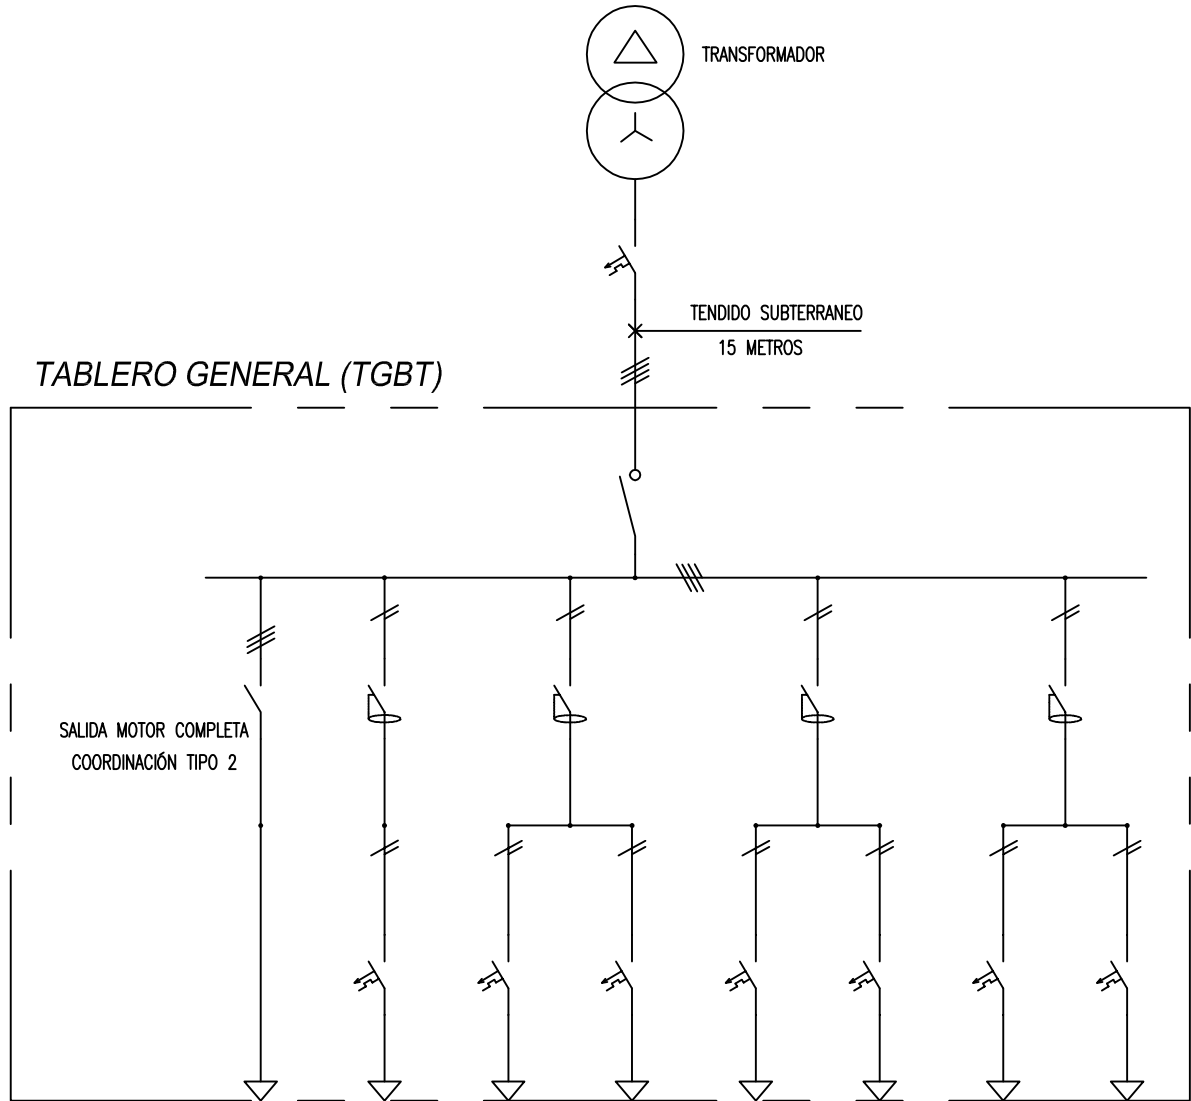 TRANSFORMADOR
TENDIDO SUBTERRANEO
15 METROS
TABLERO GENERAL (TGBT)
SALIDA MOTOR COMPLETA
COORDINACIÓN TIPO 2